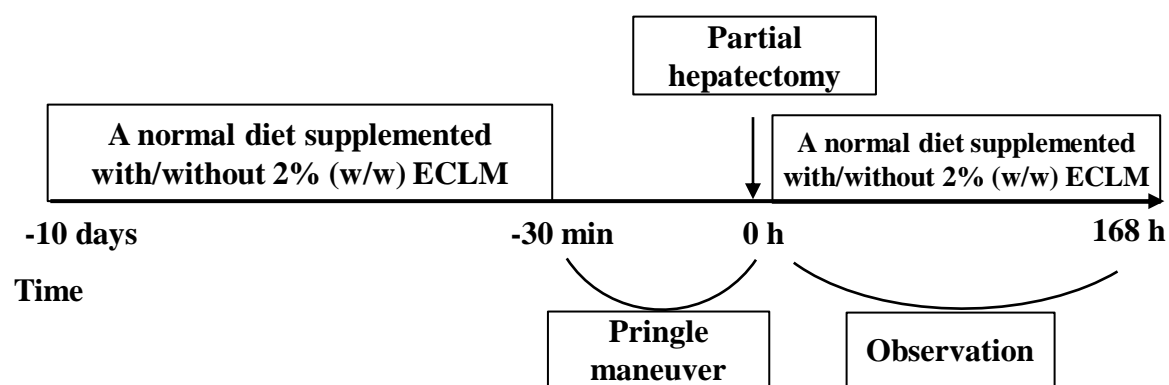 Partial
hepatectomy
A normal diet supplemented
with/without 2% (w/w) ECLM
A normal diet supplemented
with/without 2% (w/w) ECLM
-10 days
-30 min
0 h
168 h
Time
Pringle
maneuver
Observation